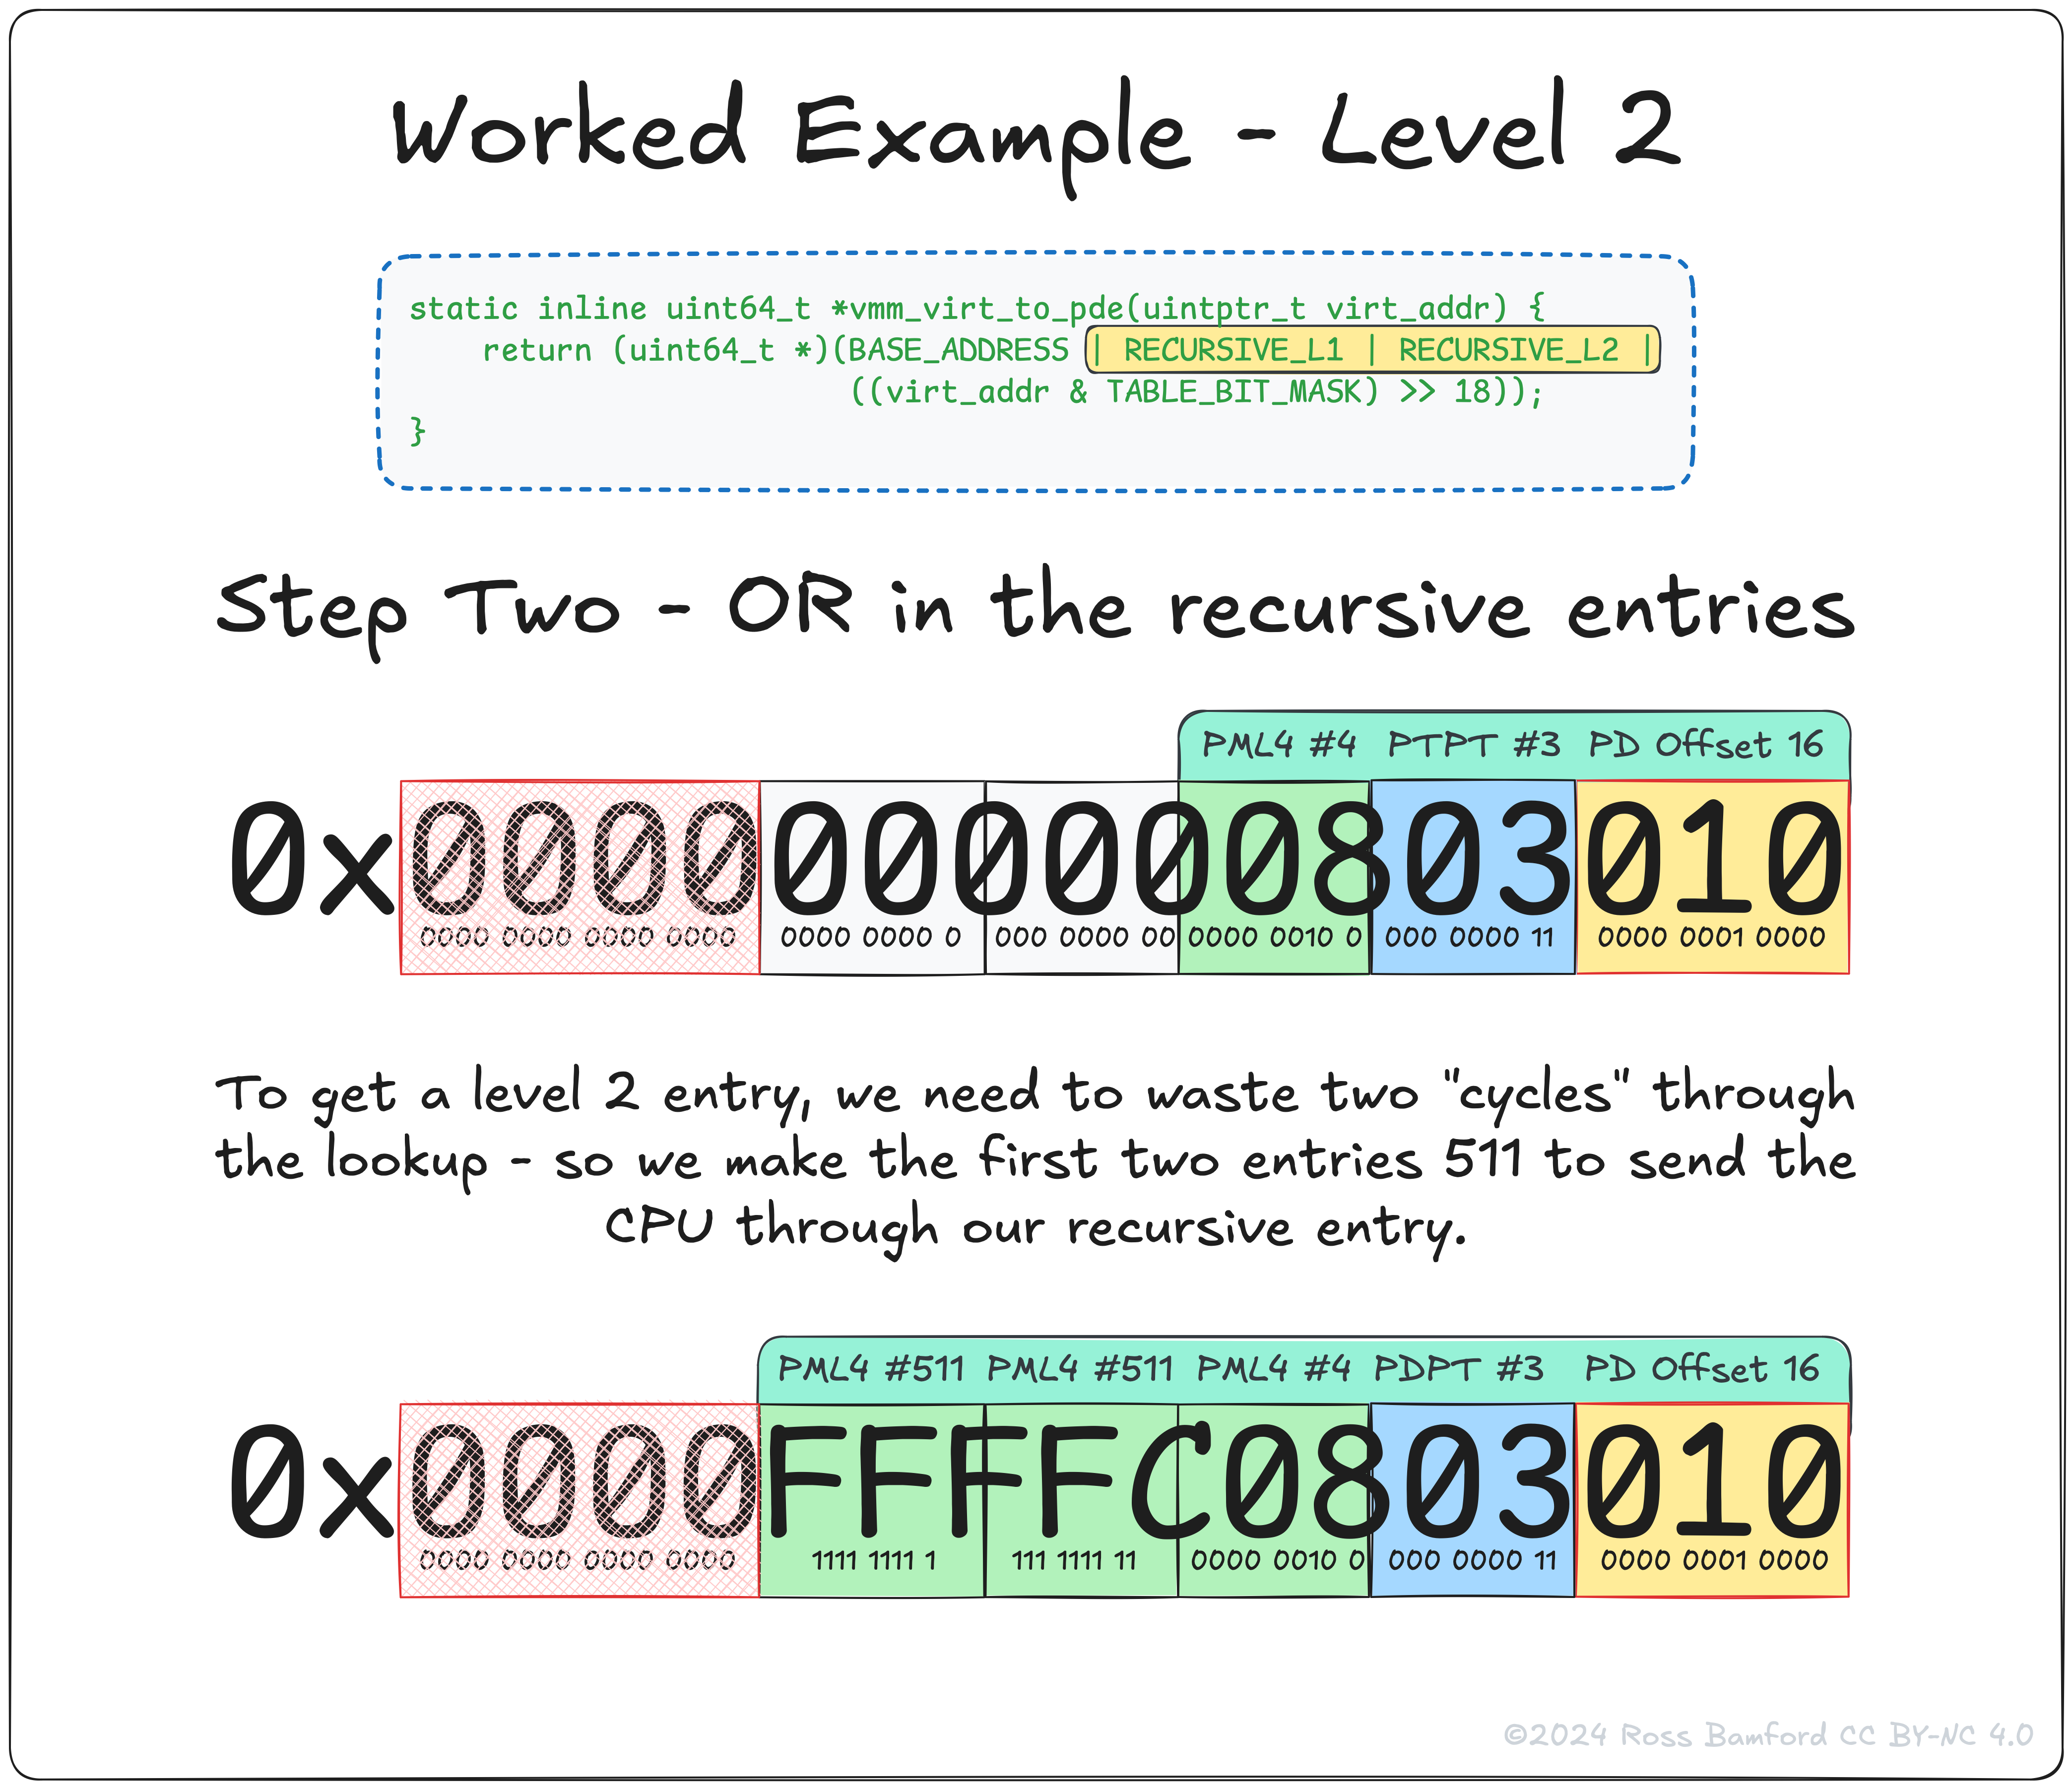 Worked Example - Level 2
static inline uint64_t *vmm_virt_to_pde(uintptr_t virt_addr) {
    return (uint64_t *)(BASE_ADDRESS | RECURSIVE_L1 | RECURSIVE_L2 |
                        ((virt_addr & TABLE_BIT_MASK) >> 18));
}
Step Two - OR in the recursive entries
PML4 #4 PTPT #3 PD Offset 16
0x0000000000803010
0000 0000 0000 0000 0000 0000 0 000 0000 00 0000 0010 0 000 0000 11 0000 0001 0000
To get a level 2 entry, we need to waste two "cycles" through
the lookup - so we make the first two entries 511 to send the
CPU through our recursive entry.
PML4 #511 PML4 #511 PML4 #4 PDPT #3 PD Offset 16
0x0000FFFFC0803010
0000 0000 0000 0000 1111 1111 1 111 1111 11 0000 0010 0 000 0000 11 0000 0001 0000
©2024 Ross Bamford CC BY-NC 4.0